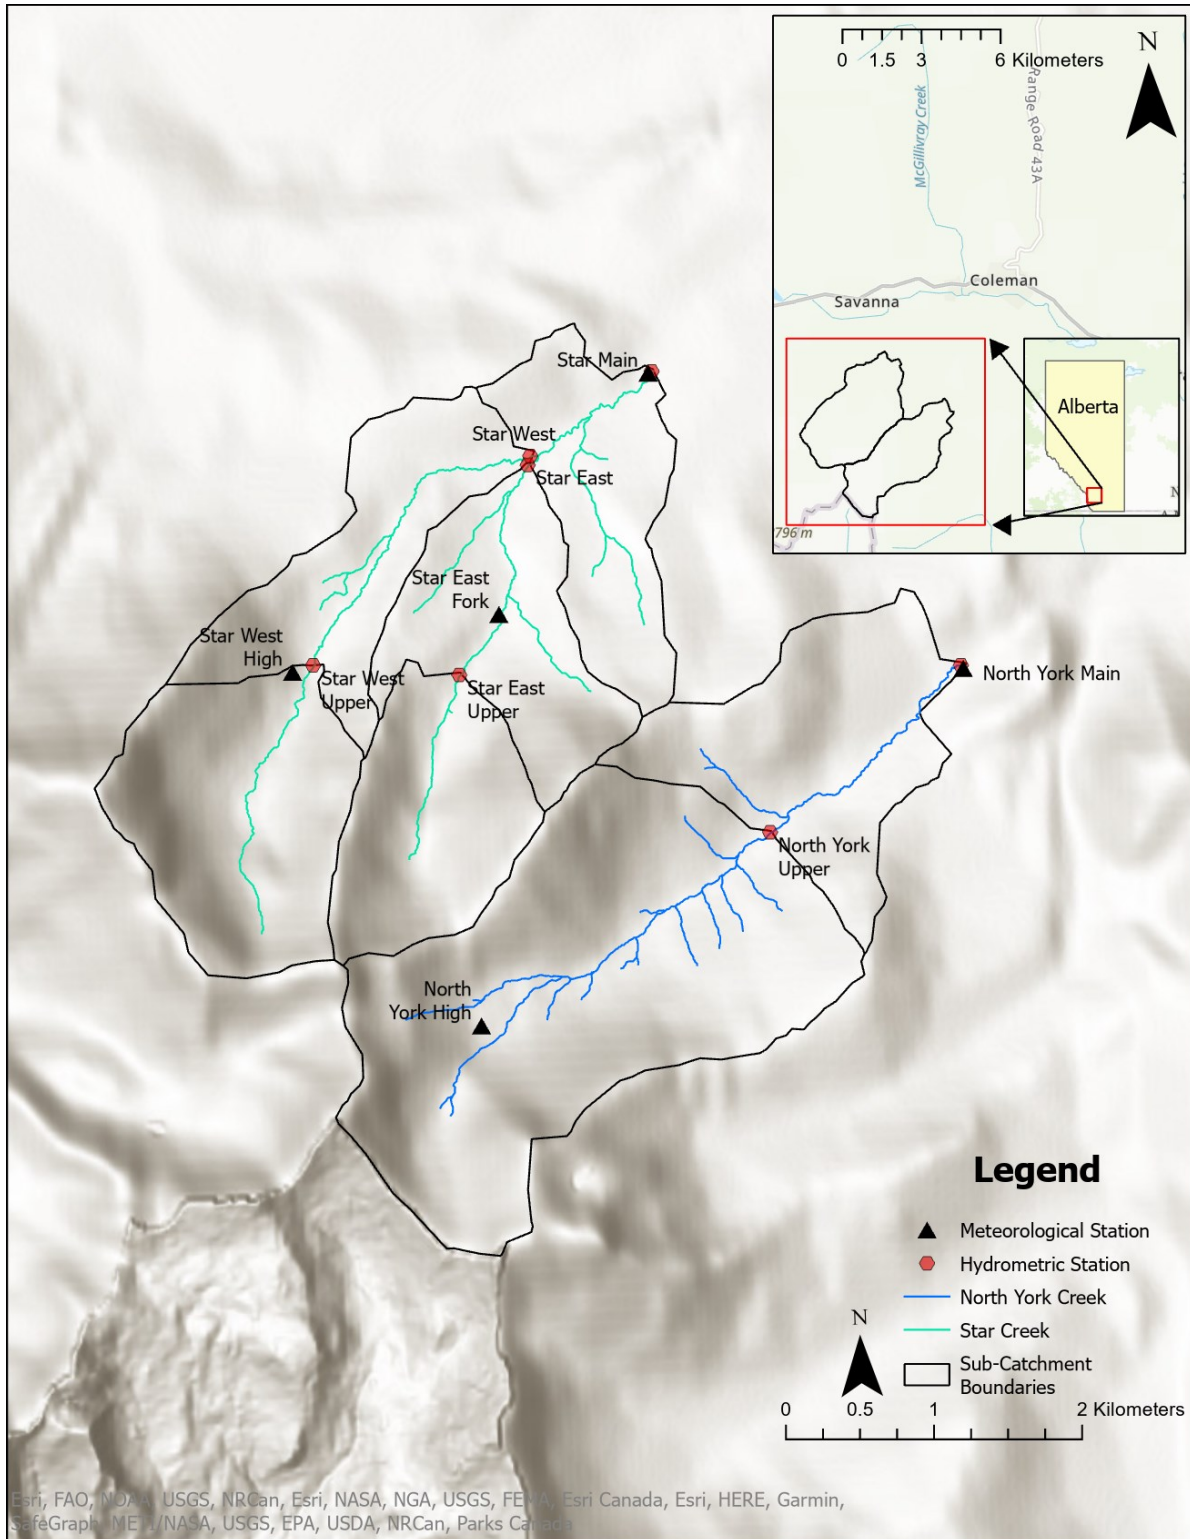 N
0 1.5 3 6 Kilometers
McGillivray Creek
Range Road 43A
Coleman
Savanna
Alberta
N
796 m
Star Main
Star West
Star East
Star East
Fork
Star West
High
Star West
Upper
Star East
Upper
North York Main
North York
Upper
North
York High
Legend
Meteorological Station
Hydrometric Station
North York Creek
Star Creek
Sub-Catchment
Boundaries
N
0 0.5 1 2 Kilometers
Esri, FAO, NOAA, USGS, NRCan, Esri, NASA, NGA, USGS, FEMA, Esri Canada, Esri, HERE, Garmin,
SafeGraph, METI/NASA, USGS, EPA, USDA, NRCan, Parks Canada